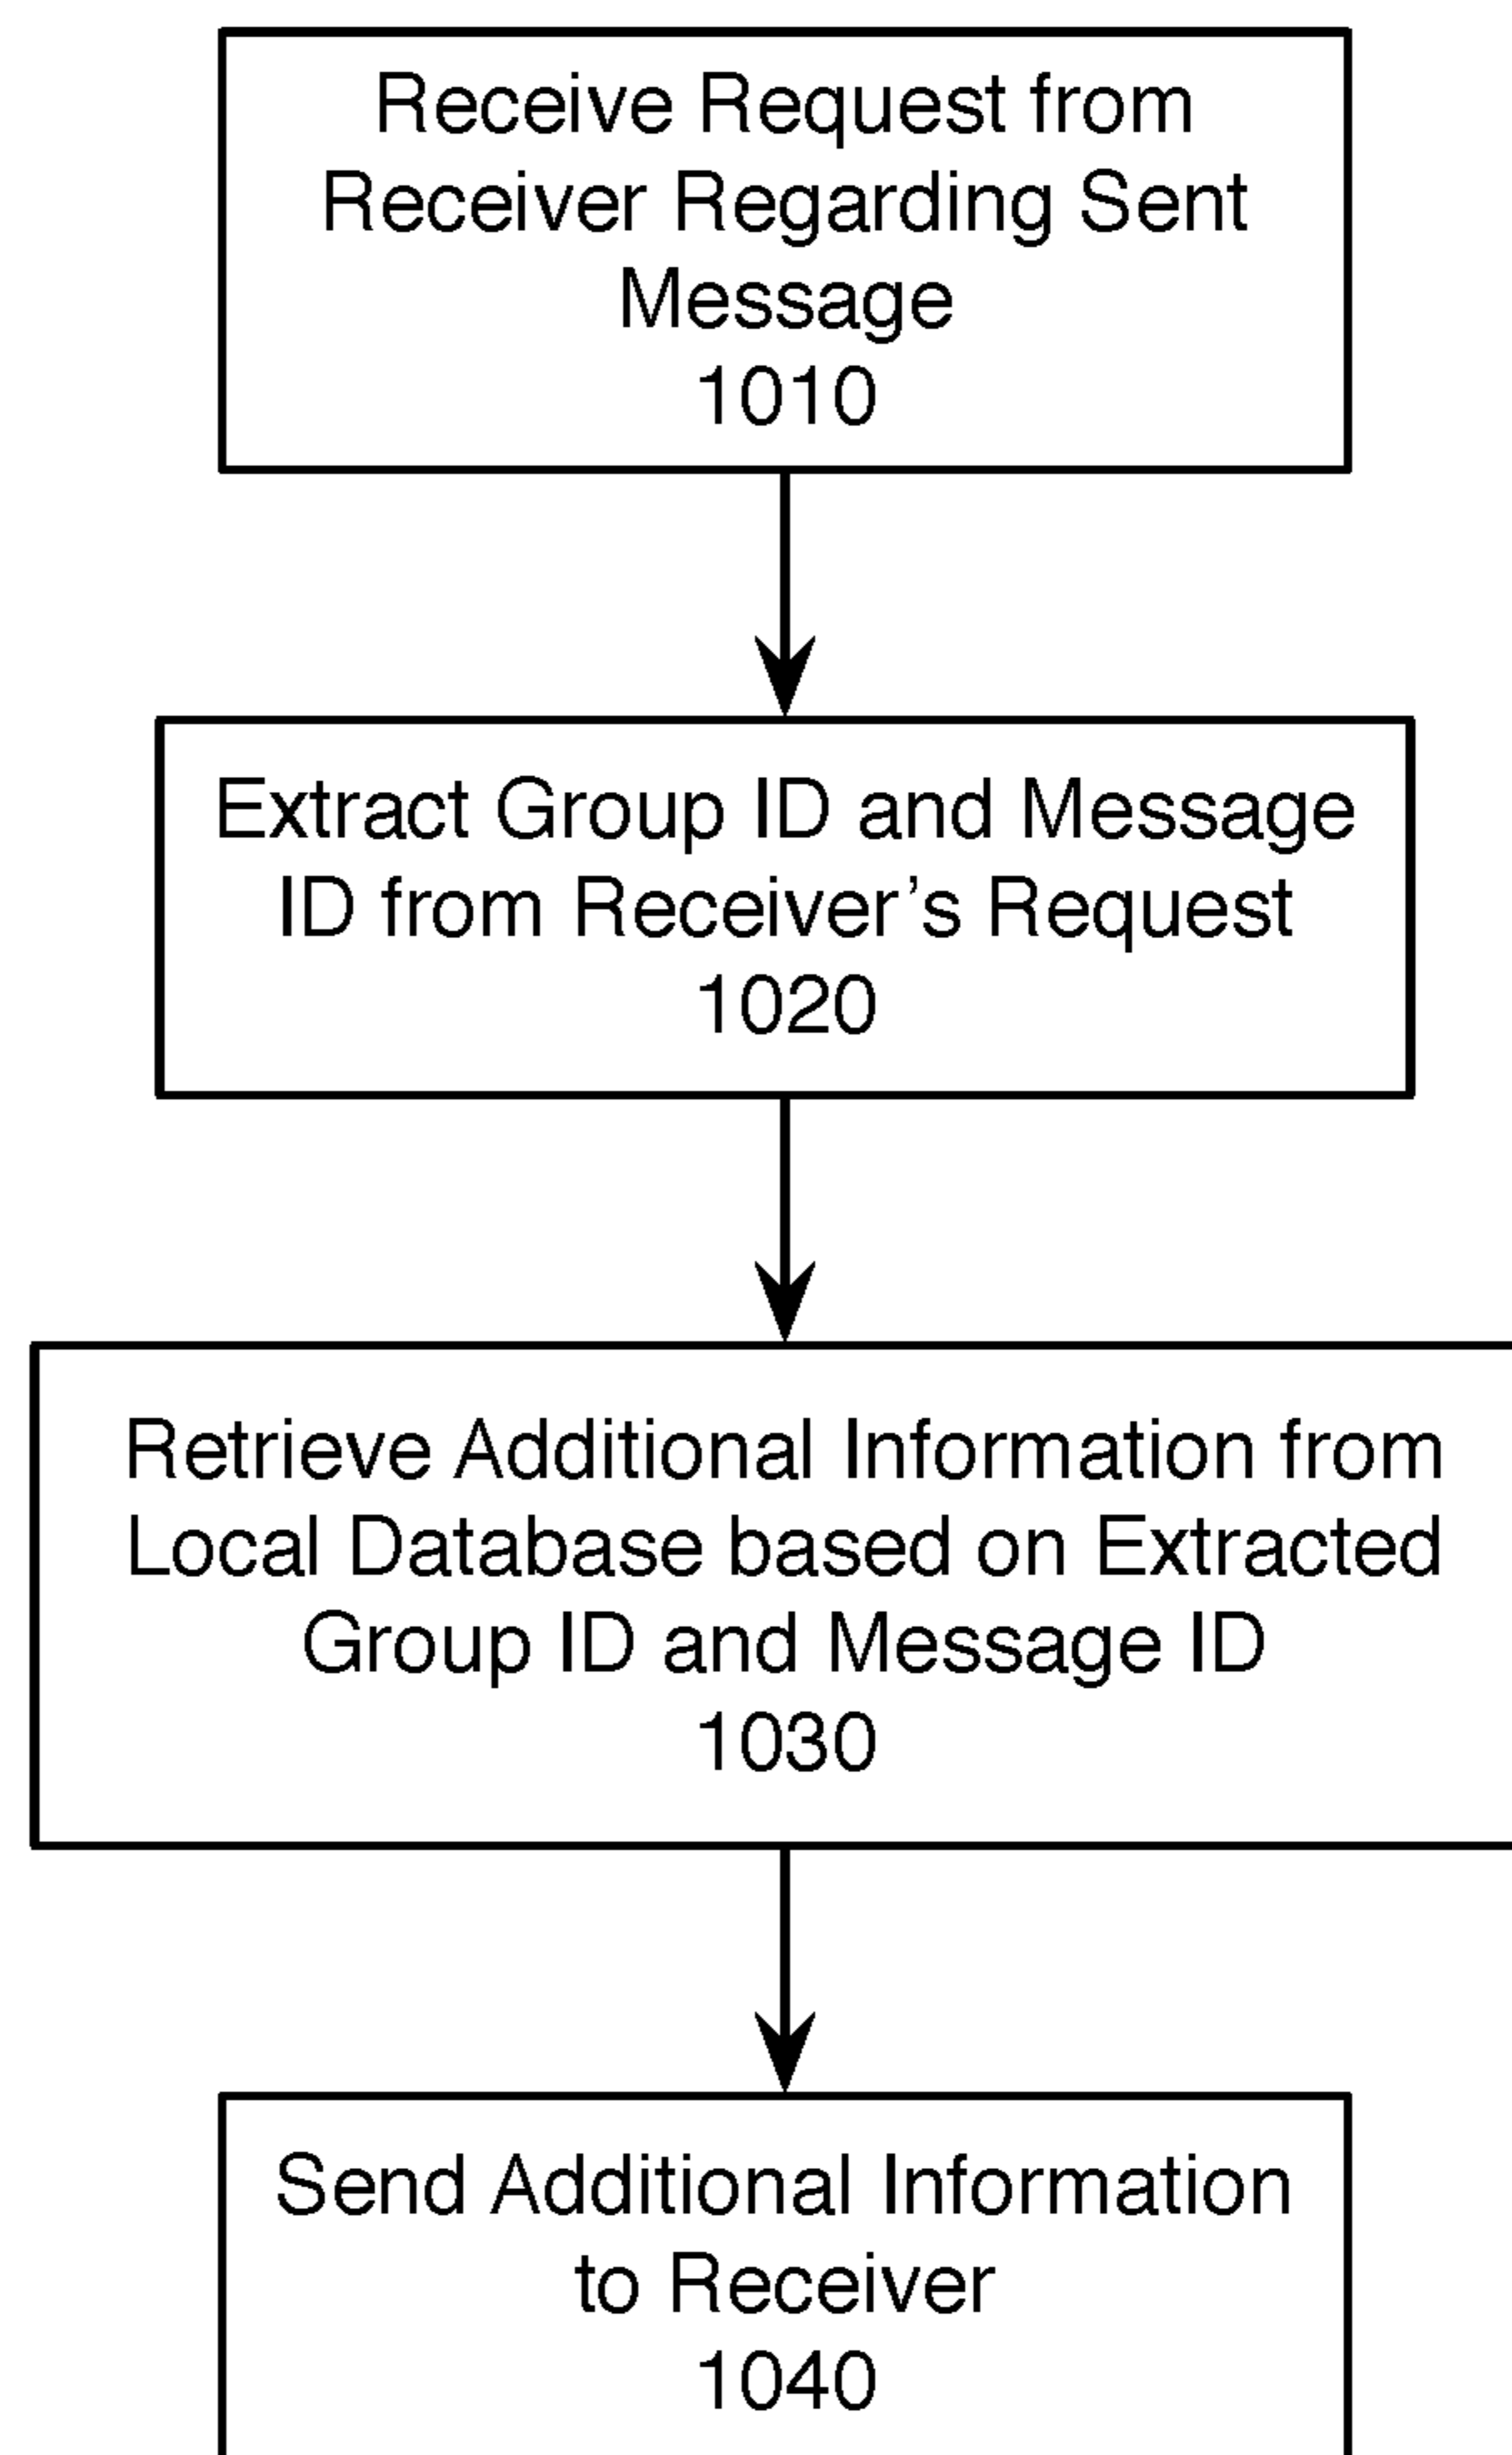 Receive Request from
Receiver Regarding Sent
Message
1010
Extract Group ID and Message
ID from Receiver's Request
1020
Retrieve Additional Information from
Local Database based on Extracted
Group ID and Message ID
1030
Send Additional Information
to Receiver
1040